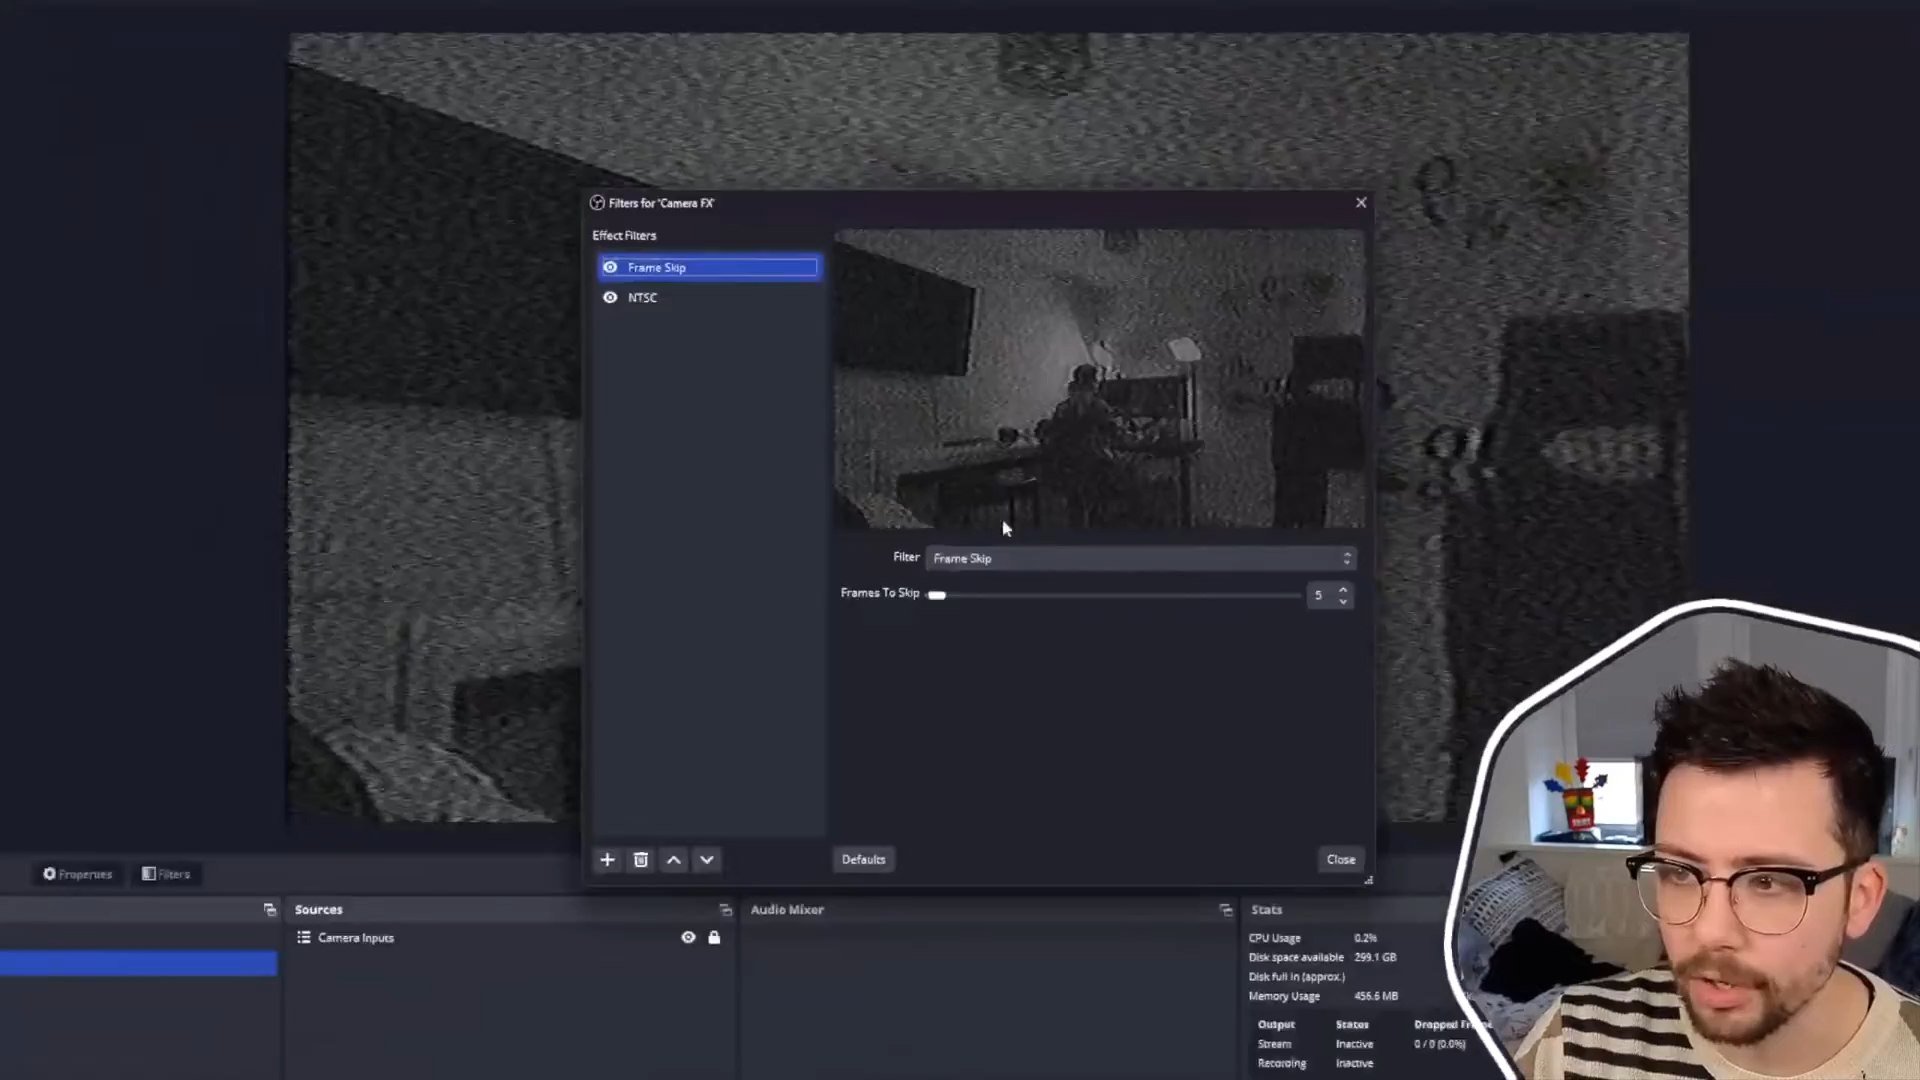 Filters for 'Camera FX'
Effect Filters
Frame Skip
NTSC
Filter Frame Skip
Frames To Skip 5
Defaults
Close
Properties Filters
Sources
Camera Inputs
Audio Mixer
Stats
CPU Usage 0.2%
Disk space available 299.1 GB
Disk full in (approx.)
Memory Usage 456.6 MB
Output Status Dropped
Stream Inactive 0 / 0 (0.0%)
Recording Inactive